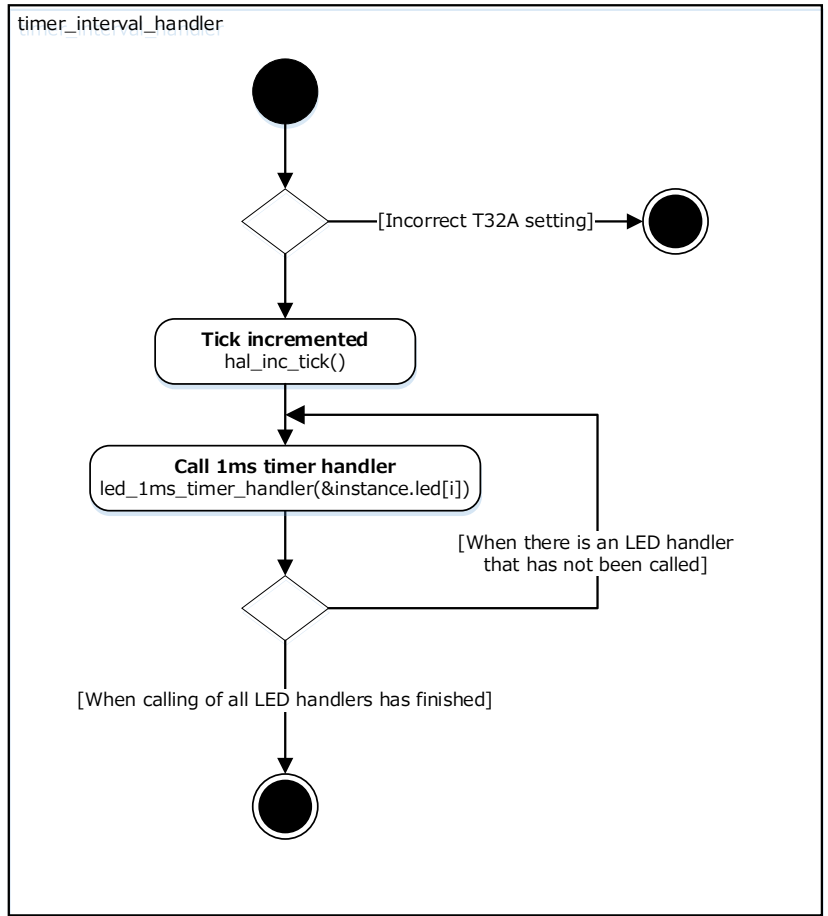 timer_interval_handler
[Incorrect T32A setting]
Tick incremented
hal_inc_tick()
Call 1ms timer handler
led_1ms_timer_handler(&instance.led[i])
[When there is an LED handler
that has not been called]
[When calling of all LED handlers has finished]